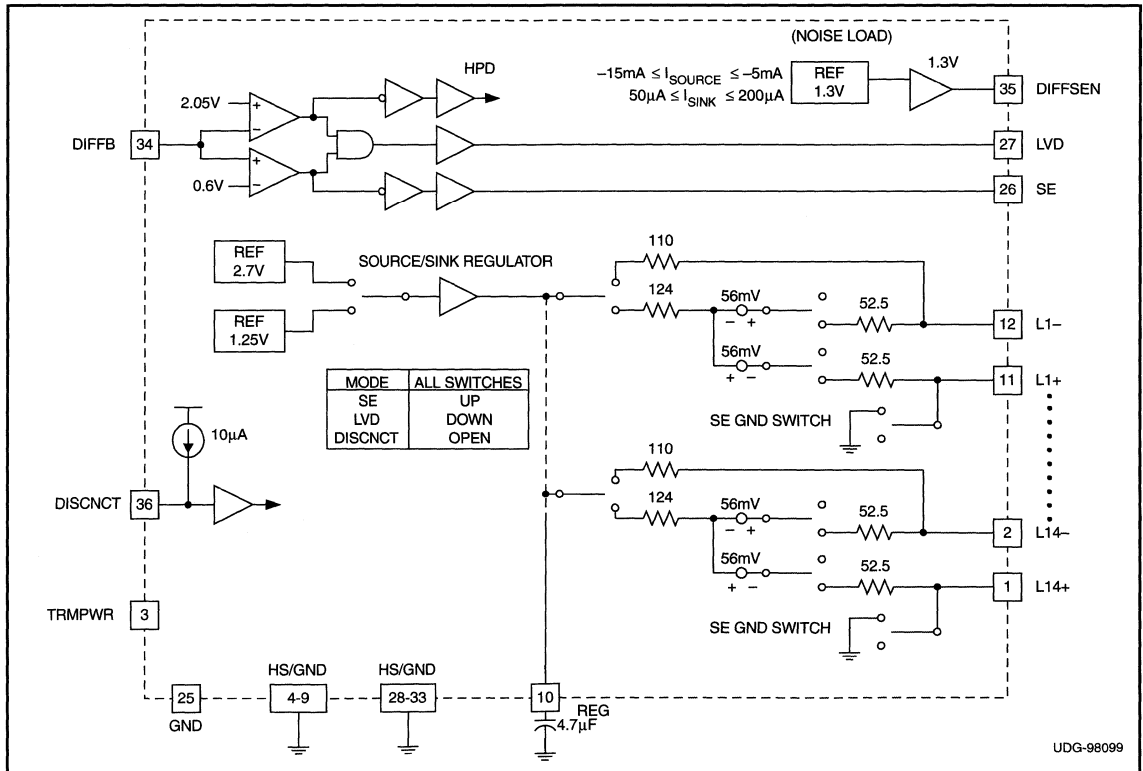 (NOISE LOAD)
HPD
–15mA ≤ ISOURCE ≤ –5mA
50µA ≤ ISINK ≤ 200µA
REF
1.3V
1.3V
35
DIFFSEN
2.05V
+
–
DIFFB
34
27
LVD
+
–
0.6V
26
SE
REF
2.7V
SOURCE/SINK REGULATOR
110
124
56mV
– +
52.5
12
L1–
REF
1.25V
56mV
+ –
52.5
11
L1+
MODE ALL SWITCHES
SE UP
LVD DOWN
DISCNCT OPEN
SE GND SWITCH
10µA
110
DISCNCT
36
124
56mV
– +
52.5
2
L14–
56mV
+ –
52.5
1
L14+
TRMPWR
3
SE GND SWITCH
25
GND
HS/GND
4-9
HS/GND
28-33
10
REG
4.7µF
UDG-98099